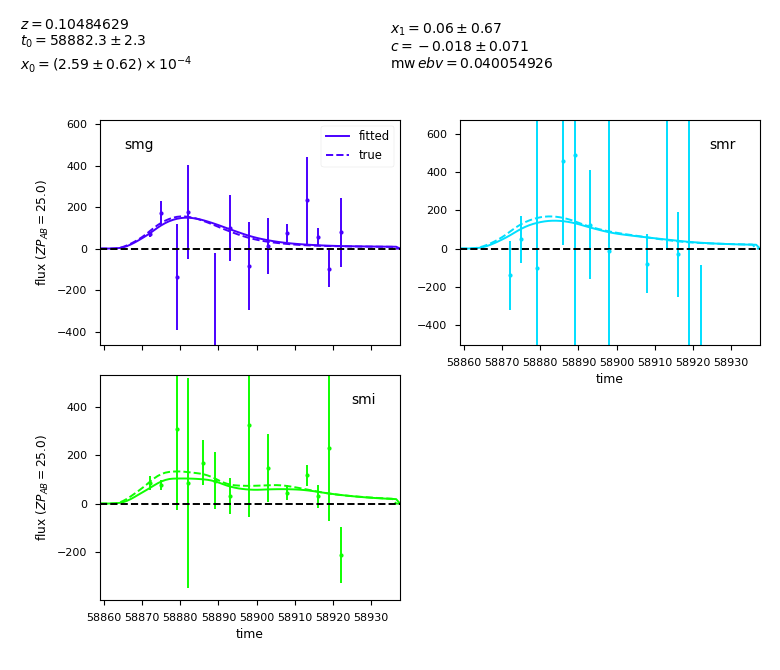 z = 0.10484629
t₀ = 58882.3 ± 2.3
x₀ = (2.59 ± 0.62) × 10⁻⁴
x₁ = 0.06 ± 0.67
c = −0.018 ± 0.071
mw ebv = 0.040054926
smg
fitted
true
600
400
200
0
−200
−400
flux (ZP_AB = 25.0)
smr
600
400
200
0
−200
−400
58860 58870 58880 58890 58900 58910 58920 58930
time
smi
400
200
0
−200
flux (ZP_AB = 25.0)
58860 58870 58880 58890 58900 58910 58920 58930
time